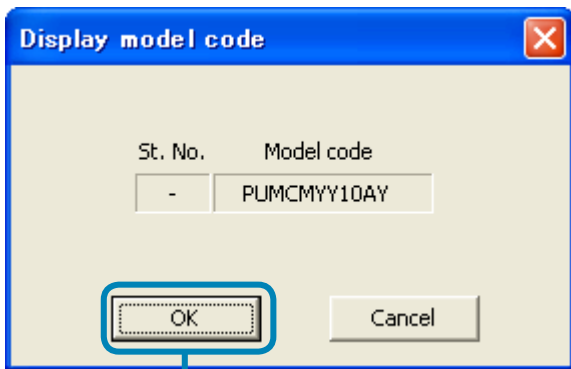 Display model code
St. No. Model code
- PUMCMYY10AY
OK Cancel